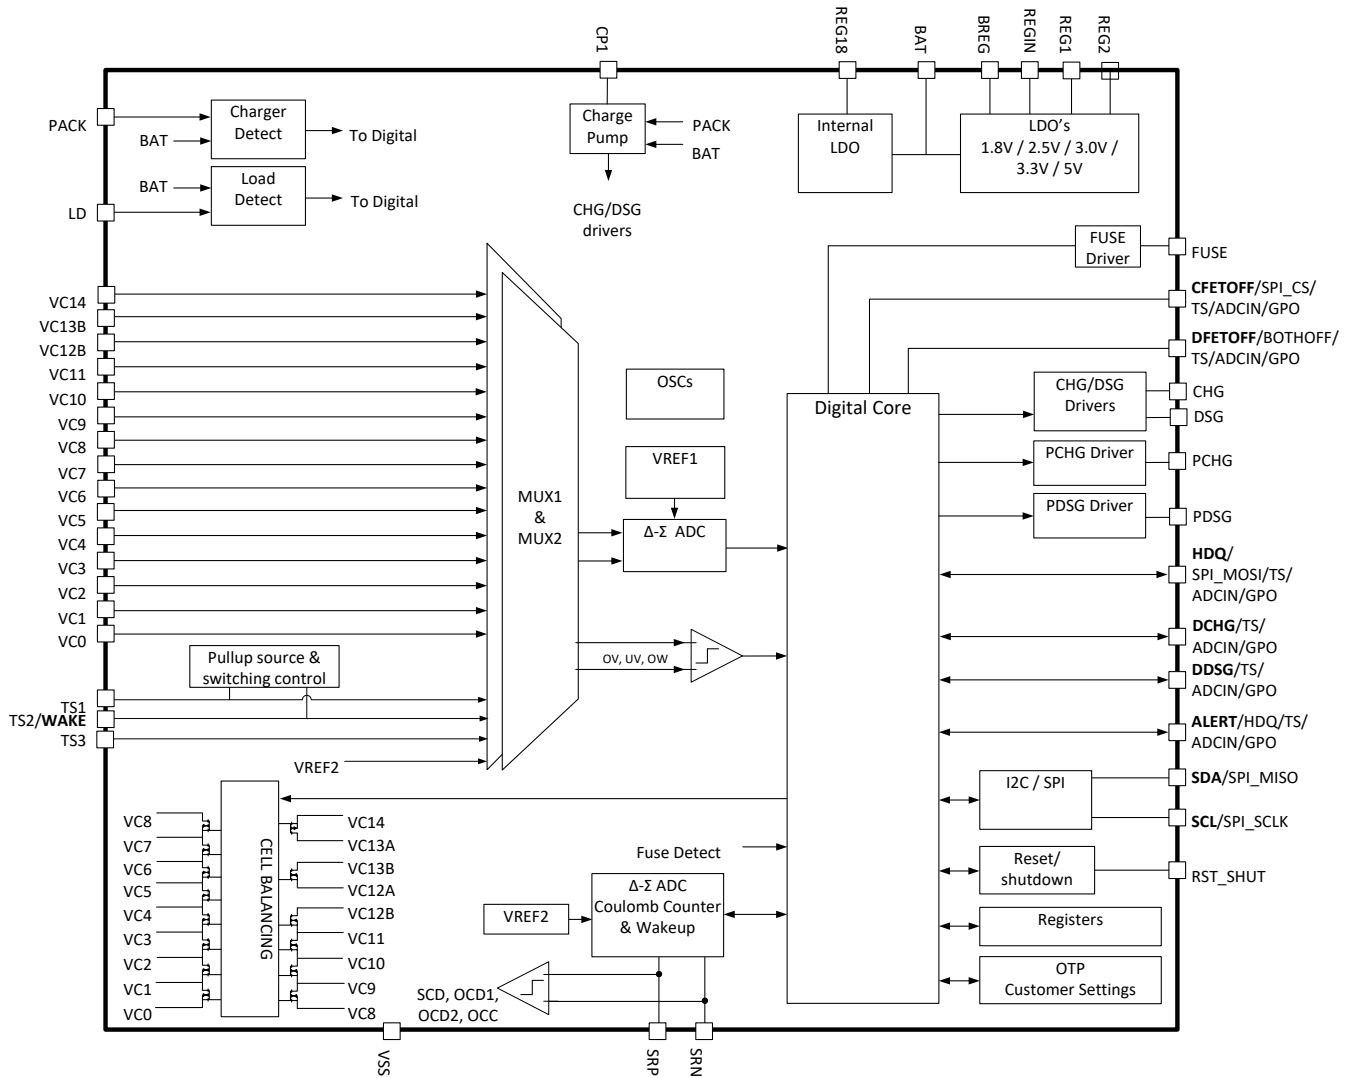 CP1
REG18
BAT
BREG
REGIN
REG1
REG2
PACK
BAT
Charger
Detect
To Digital
BAT
LD
Load
Detect
To Digital
Charge
Pump
PACK
BAT
CHG/DSG
drivers
Internal
LDO
LDO's
1.8V / 2.5V / 3.0V /
3.3V / 5V
FUSE
Driver
FUSE
CFETOFF/SPI_CS/
TS/ADCIN/GPO
DFETOFF/BOTHOFF/
TS/ADCIN/GPO
VC14
VC13B
VC12B
VC11
VC10
VC9
VC8
VC7
VC6
VC5
VC4
VC3
VC2
VC1
VC0
Pullup source &
switching control
TS1
TS2/WAKE
TS3
VREF2
MUX1
&
MUX2
OSCs
VREF1
Δ-Σ ADC
OV, UV, OW
Digital Core
CHG/DSG
Drivers
CHG
DSG
PCHG Driver
PCHG
PDSG Driver
PDSG
HDQ/
SPI_MOSI/TS/
ADCIN/GPO
DCHG/TS/
ADCIN/GPO
DDSG/TS/
ADCIN/GPO
ALERT/HDQ/TS/
ADCIN/GPO
I2C / SPI
SDA/SPI_MISO
SCL/SPI_SCLK
Reset/
shutdown
RST_SHUT
Registers
OTP
Customer Settings
VC8
VC7
VC6
VC5
VC4
VC3
VC2
VC1
VC0
CELL BALANCING
VC14
VC13A
VC13B
VC12A
VC12B
VC11
VC10
VC9
VC8
Fuse Detect
VREF2
Δ-Σ ADC
Coulomb Counter
& Wakeup
SCD, OCD1,
OCD2, OCC
VSS
SRP
SRN